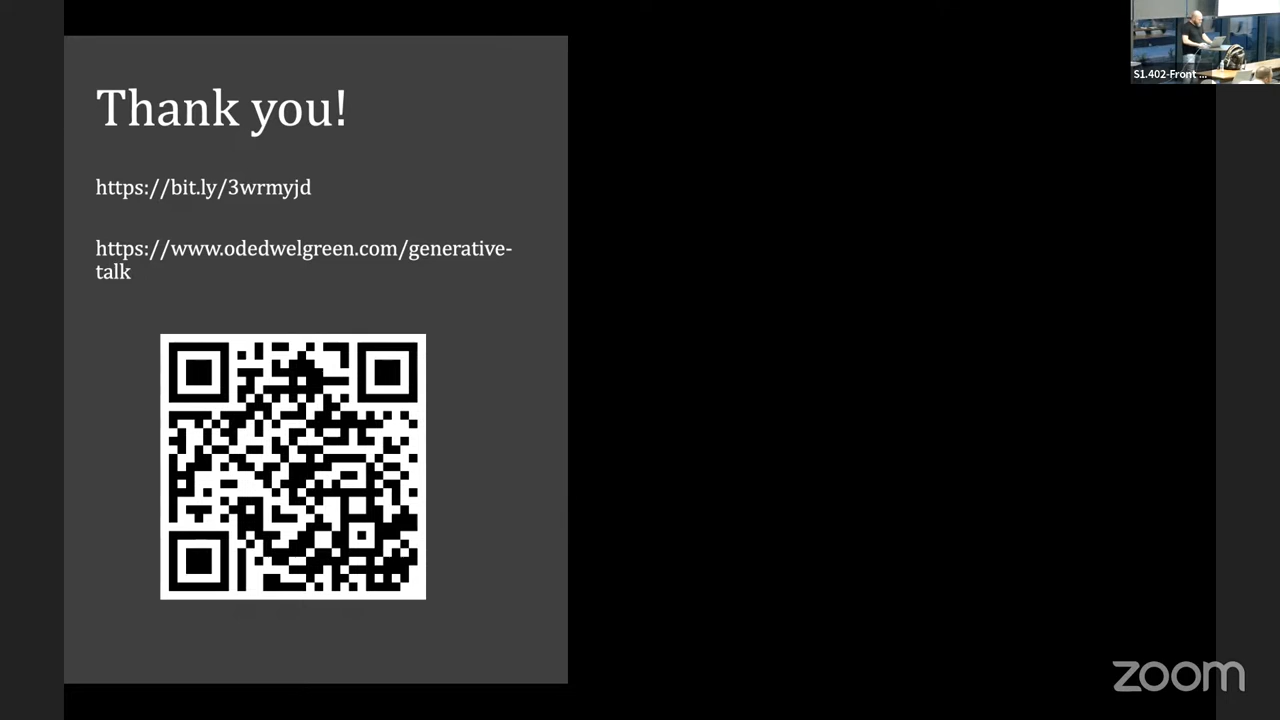 S1.402-Front ...
Thank you!
https://bit.ly/3wrmyjd
https://www.odedwelgreen.com/generative-
talk
zoom